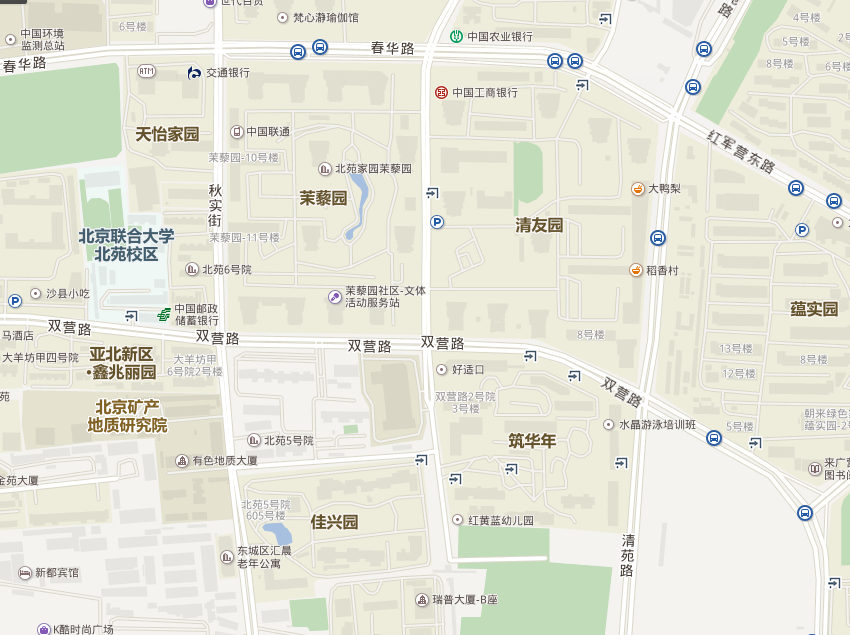 世代百货
梵心瀞瑜伽馆
4号楼
6号楼
中国环境
监测总站
春华路
中国农业银行
5号楼
春华路
ATM
交通银行
8号楼
6号楼
中国工商银行
天怡家园
中国联通
红军营东路
茉藜园-10号楼
北苑家园茉藜园
秋实街
茉藜园
大鸭梨
清友园
北京联合大学
北苑校区
茉藜园-11号楼
北苑6号院
稻香村
沙县小吃
茉藜园社区-文体
活动服务站
中国邮政
储蓄银行
蕴实园
双营路
马酒店
双营路
双营路
双营路
8号楼
13号楼
大羊坊甲四号院
亚北新区
•鑫兆丽园
大羊坊甲
6号院2号楼
好适口
8号楼
12号楼
双营路
苑
北京矿产
地质研究院
双营路2号院
3号楼
朝来绿色
蕴实园-2
水晶游泳培训班
5号楼
北苑5号院
筑华年
有色地质大厦
来广营
图书阅
金苑大厦
北苑5号院
605号楼
佳兴园
红黄蓝幼儿园
清苑路
东城区汇晨
老年公寓
新都宾馆
瑞普大厦-B座
K酷时尚广场